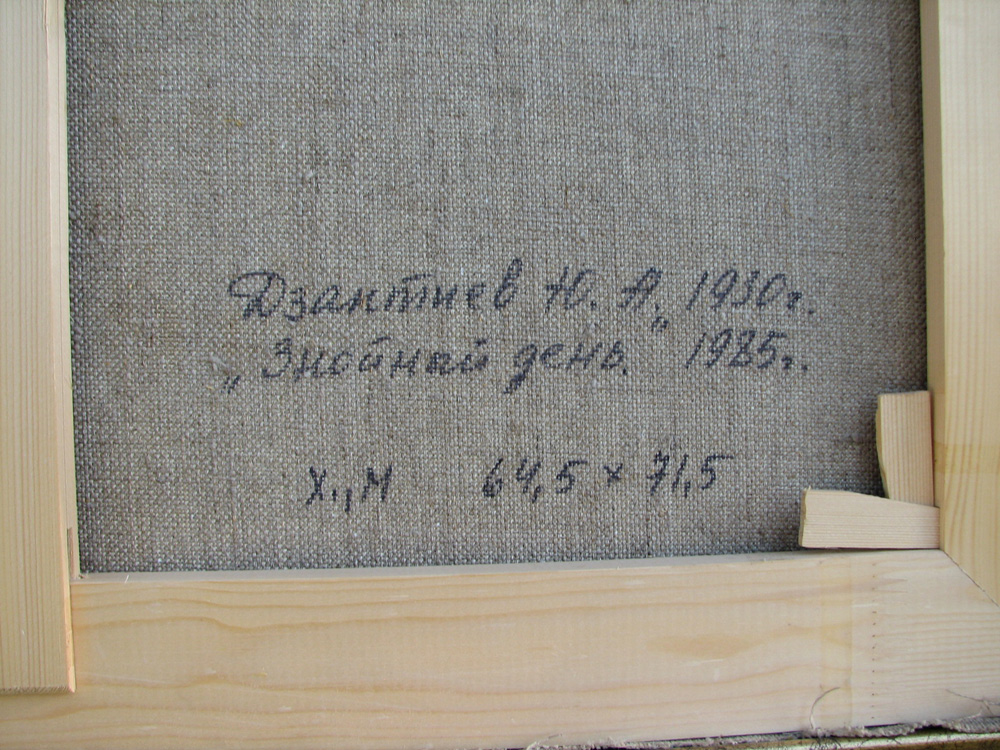 Дзантиев Ю. А. 1930г.
„Знойный день." 1985г.
Х.,М 64,5 × 71,5